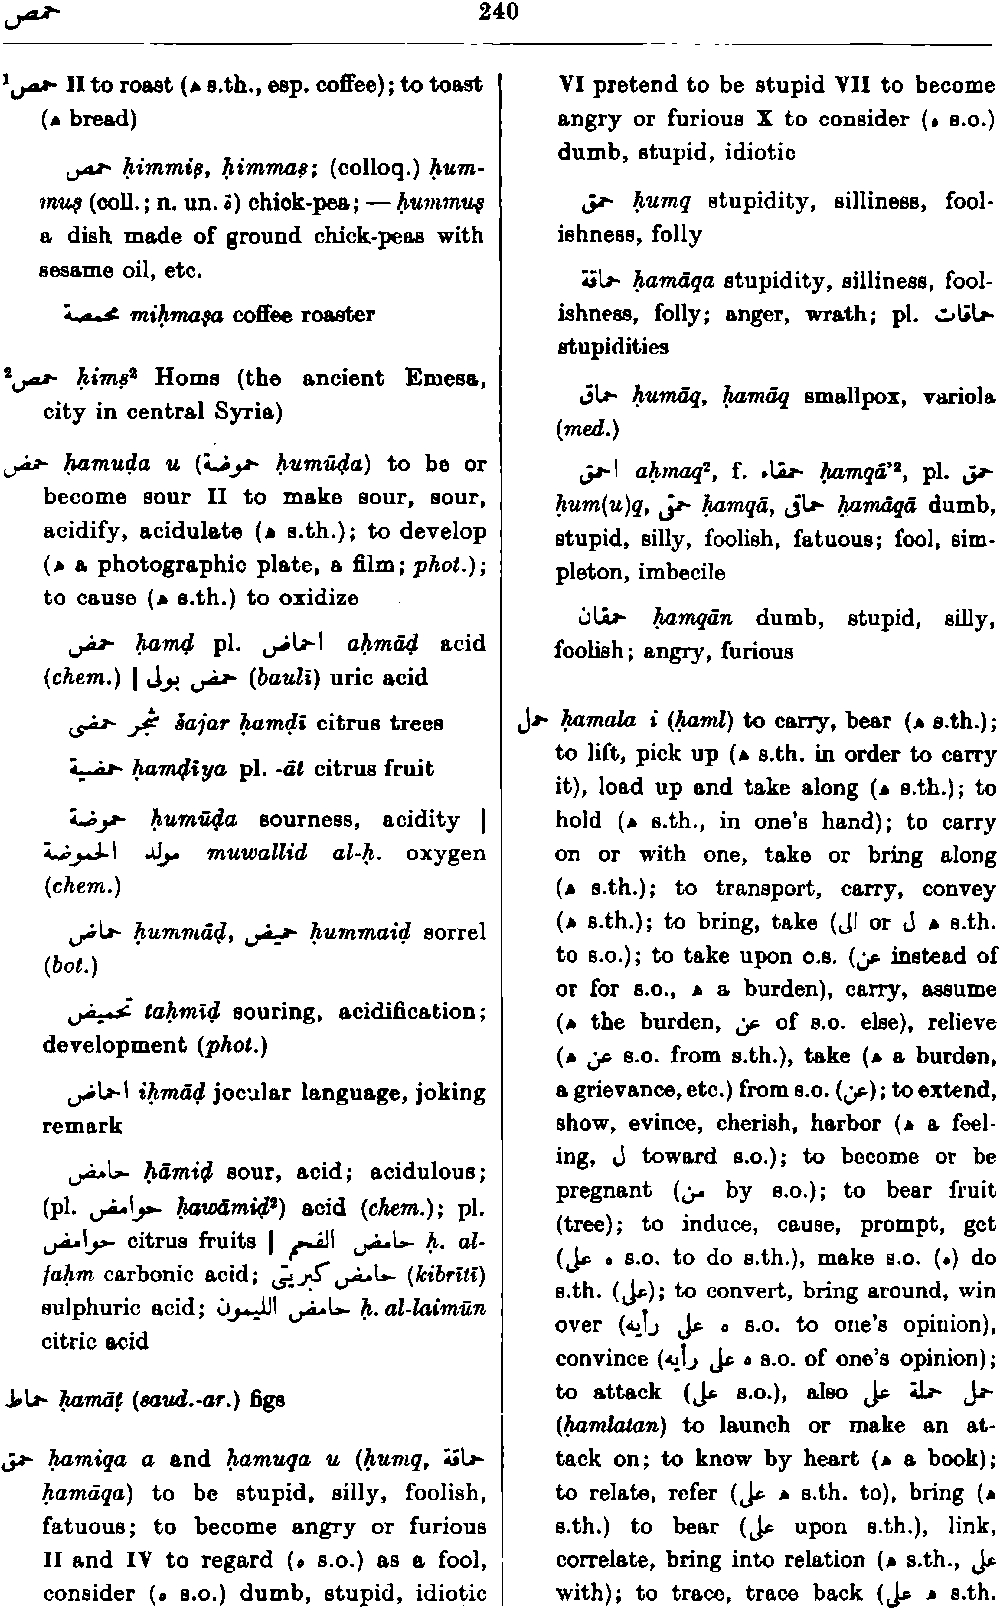 حمص
240
حمص¹ II to roast (ه s.th., esp. coffee); to toast
(ه bread)
حمص ḥimmiṣ, ḥimmaṣ; (colloq.) ḥum-
muṣ (coll.; n. un. ة) chick-pea; — ḥummuṣ
a dish made of ground chick-peas with
sesame oil, etc.
محمصة miḥmaṣa coffee roaster
حمص² ḥimṣ² Homs (the ancient Emesa,
city in central Syria)
حمض ḥamuḍa u (حموضة ḥumūḍa) to be or
become sour II to make sour, sour,
acidify, acidulate (ه s.th.); to develop
(ه a photographic plate, a film; phot.);
to cause (ه s.th.) to oxidize
حمض ḥamḍ pl. احماض aḥmāḍ acid
(chem.) | حمض بولى (baulī) uric acid
شجر حمضى šajar ḥamḍī citrus trees
حمضية ḥamḍīya pl. -āt citrus fruit
حموضة ḥumūḍa sourness, acidity |
مولد الحموضة muwallid al-ḥ. oxygen
(chem.)
حماض ḥummāḍ, حميض ḥummaiḍ sorrel
(bot.)
تحميض taḥmīḍ souring, acidification;
development (phot.)
احماض iḥmāḍ jocular language, joking
remark
حامض ḥāmiḍ sour, acid; acidulous;
(pl. حوامض ḥawāmiḍ²) acid (chem.); pl.
حوامض citrus fruits | حامض الفحم ḥ. al-
faḥm carbonic acid; حامض كبريتى (kibrītī)
sulphuric acid; حامض الليمون ḥ. al-laimūn
citric acid
حماط ḥamāṭ (saud.-ar.) figs
حمق ḥamiqa a and ḥamuqa u (ḥumq, حماقة
ḥamāqa) to be stupid, silly, foolish,
fatuous; to become angry or furious
II and IV to regard (ه s.o.) as a fool,
consider (ه s.o.) dumb, stupid, idiotic
VI pretend to be stupid VII to become
angry or furious X to consider (ه s.o.)
dumb, stupid, idiotic
حمق ḥumq stupidity, silliness, fool-
ishness, folly
حماقة ḥamāqa stupidity, silliness, fool-
ishness, folly; anger, wrath; pl. حماقات
stupidities
حماق ḥumāq, ḥamāq smallpox, variola
(med.)
احمق aḥmaq², f. حمقاء ḥamqā'², pl. حمق
ḥum(u)q, حمقى ḥamqā, حماقى ḥamāqā dumb,
stupid, silly, foolish, fatuous; fool, sim-
pleton, imbecile
حمقان ḥamqān dumb, stupid, silly,
foolish; angry, furious
حمل ḥamala i (ḥaml) to carry, bear (ه s.th.);
to lift, pick up (ه s.th. in order to carry
it), load up and take along (ه s.th.); to
hold (ه s.th., in one's hand); to carry
on or with one, take or bring along
(ه s.th.); to transport, carry, convey
(ه s.th.); to bring, take (ل or الى ه s.th.
to s.o.); to take upon o.s. (عن instead of
or for s.o., ه a burden), carry, assume
(ه the burden, عن of s.o. else), relieve
(ه عن s.o. from s.th.), take (ه a burden,
a grievance, etc.) from s.o. (عن); to extend,
show, evince, cherish, harbor (ه a feel-
ing, ل toward s.o.); to become or be
pregnant (من by s.o.); to bear fruit
(tree); to induce, cause, prompt, get
(ه على s.o. to do s.th.), make s.o. (ه) do
s.th. (على); to convert, bring around, win
over (ه على رأيه s.o. to one's opinion),
convince (ه على رأيه s.o. of one's opinion);
to attack (على s.o.), also حمل حملة على
(ḥamlatan) to launch or make an at-
tack on; to know by heart (ه a book);
to relate, refer (ه على s.th. to), bring (ه
s.th.) to bear (على upon s.th.), link,
correlate, bring into relation (ه s.th., على
with); to trace, trace back (ه على s.th.